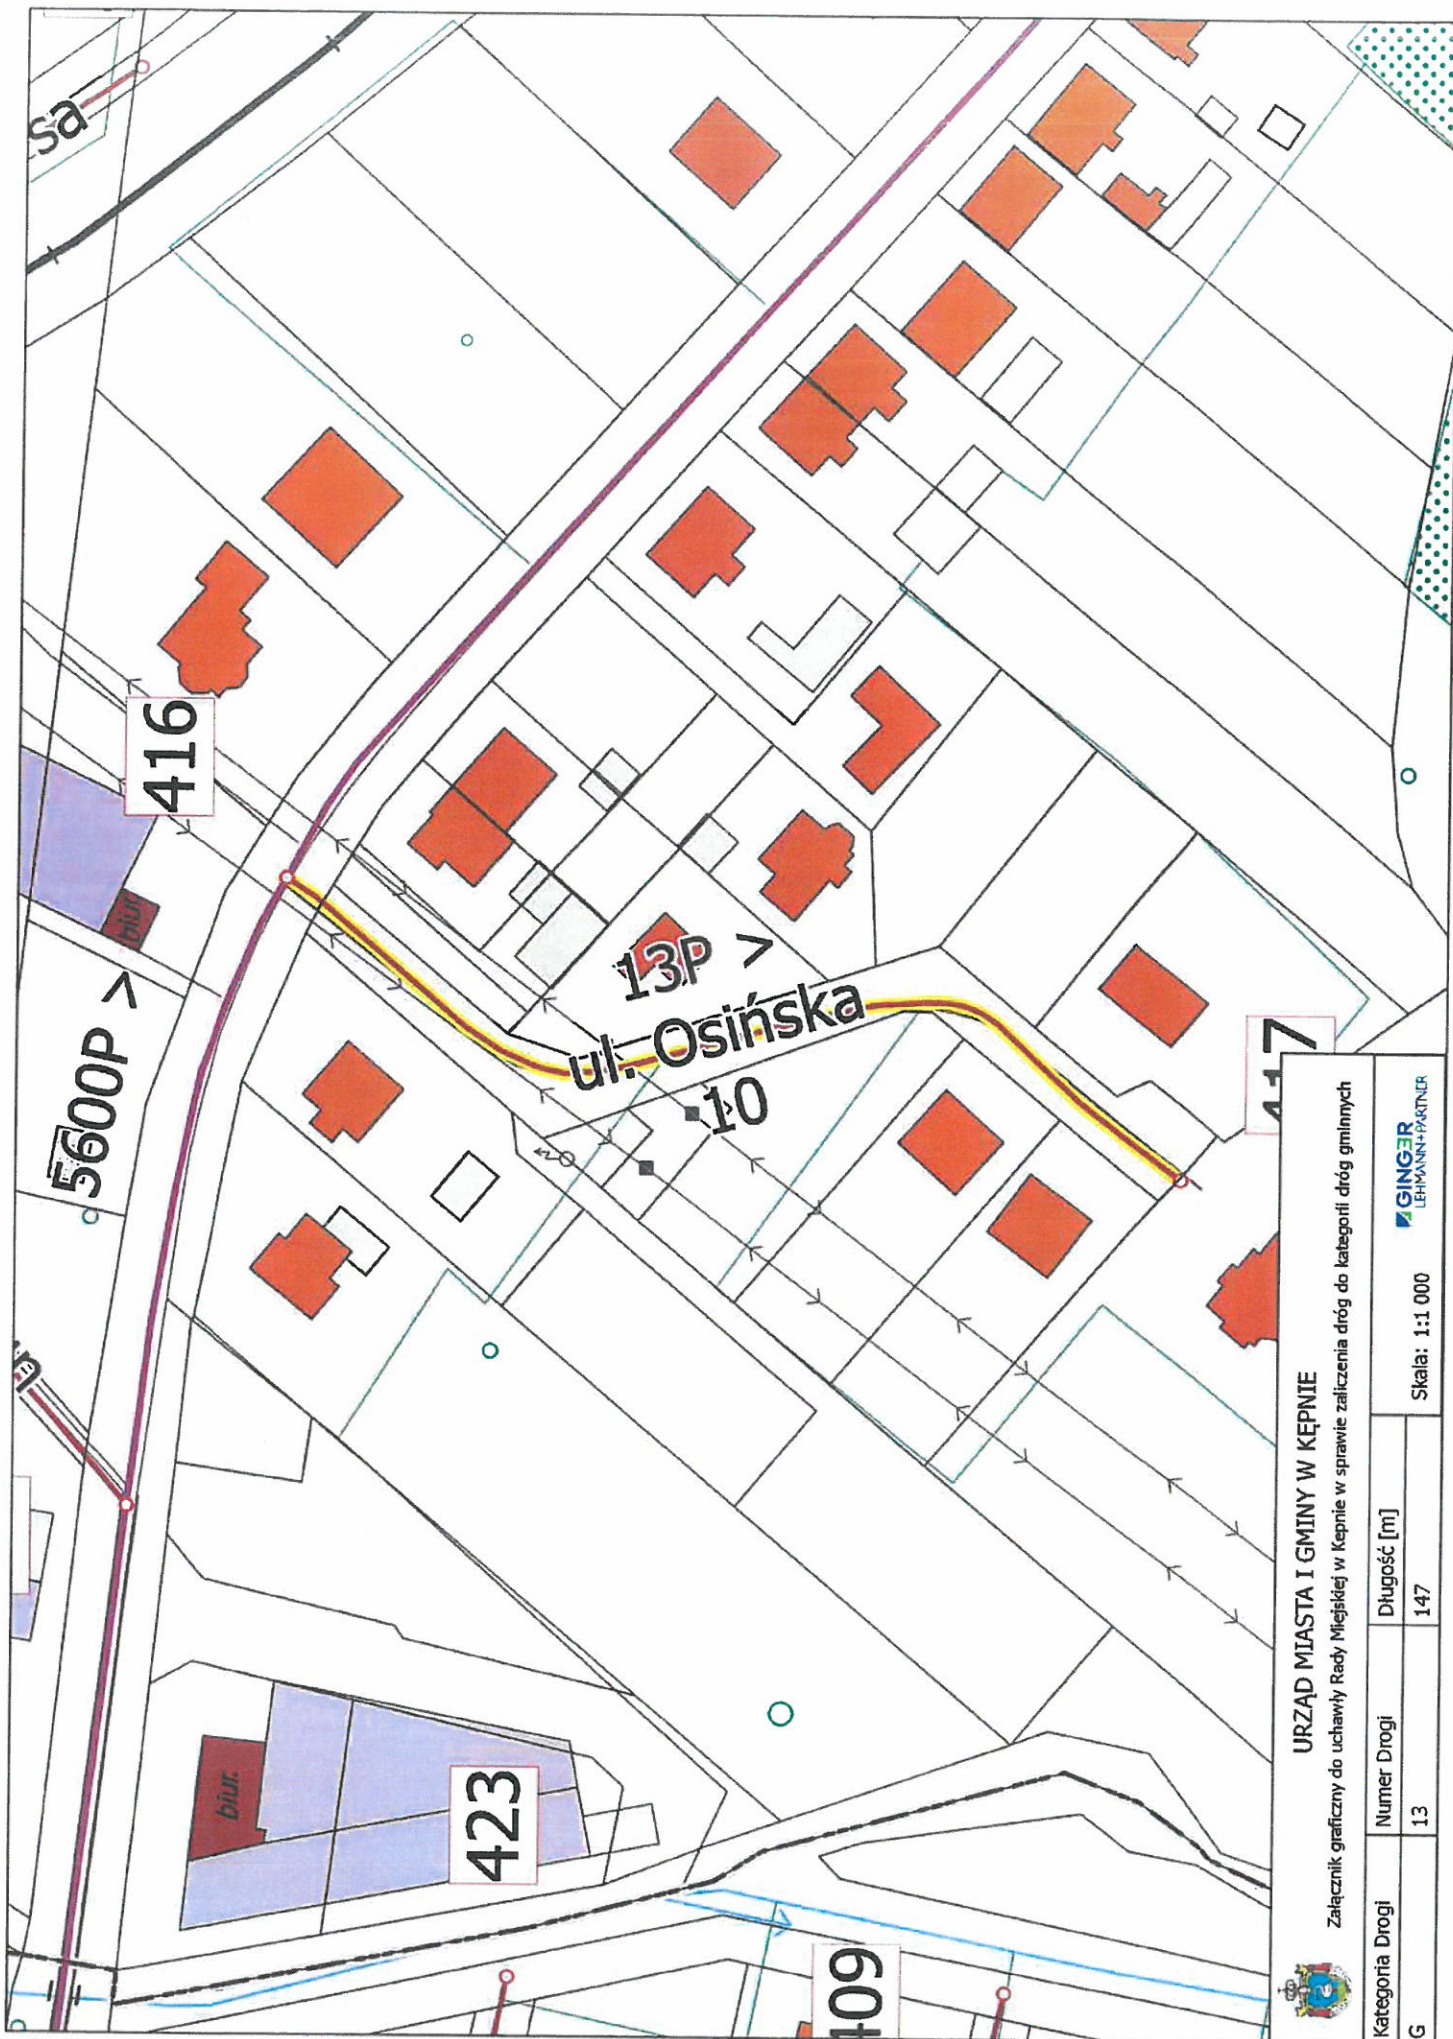 5600P >
416
biur.
13P >
ul. Osińska
10
biur.
423
409
417
URZĄD MIASTA I GMINY W KĘPNIE
Załącznik graficzny do uchawły Rady Miejskiej w Kępnie w sprawie zaliczenia dróg do kategorii dróg gminnych
Kategoria Drogi
Numer Drogi
Długość [m]
G
13
147
Skala: 1:1 000
GINGER
LEHMANN+PARTNER